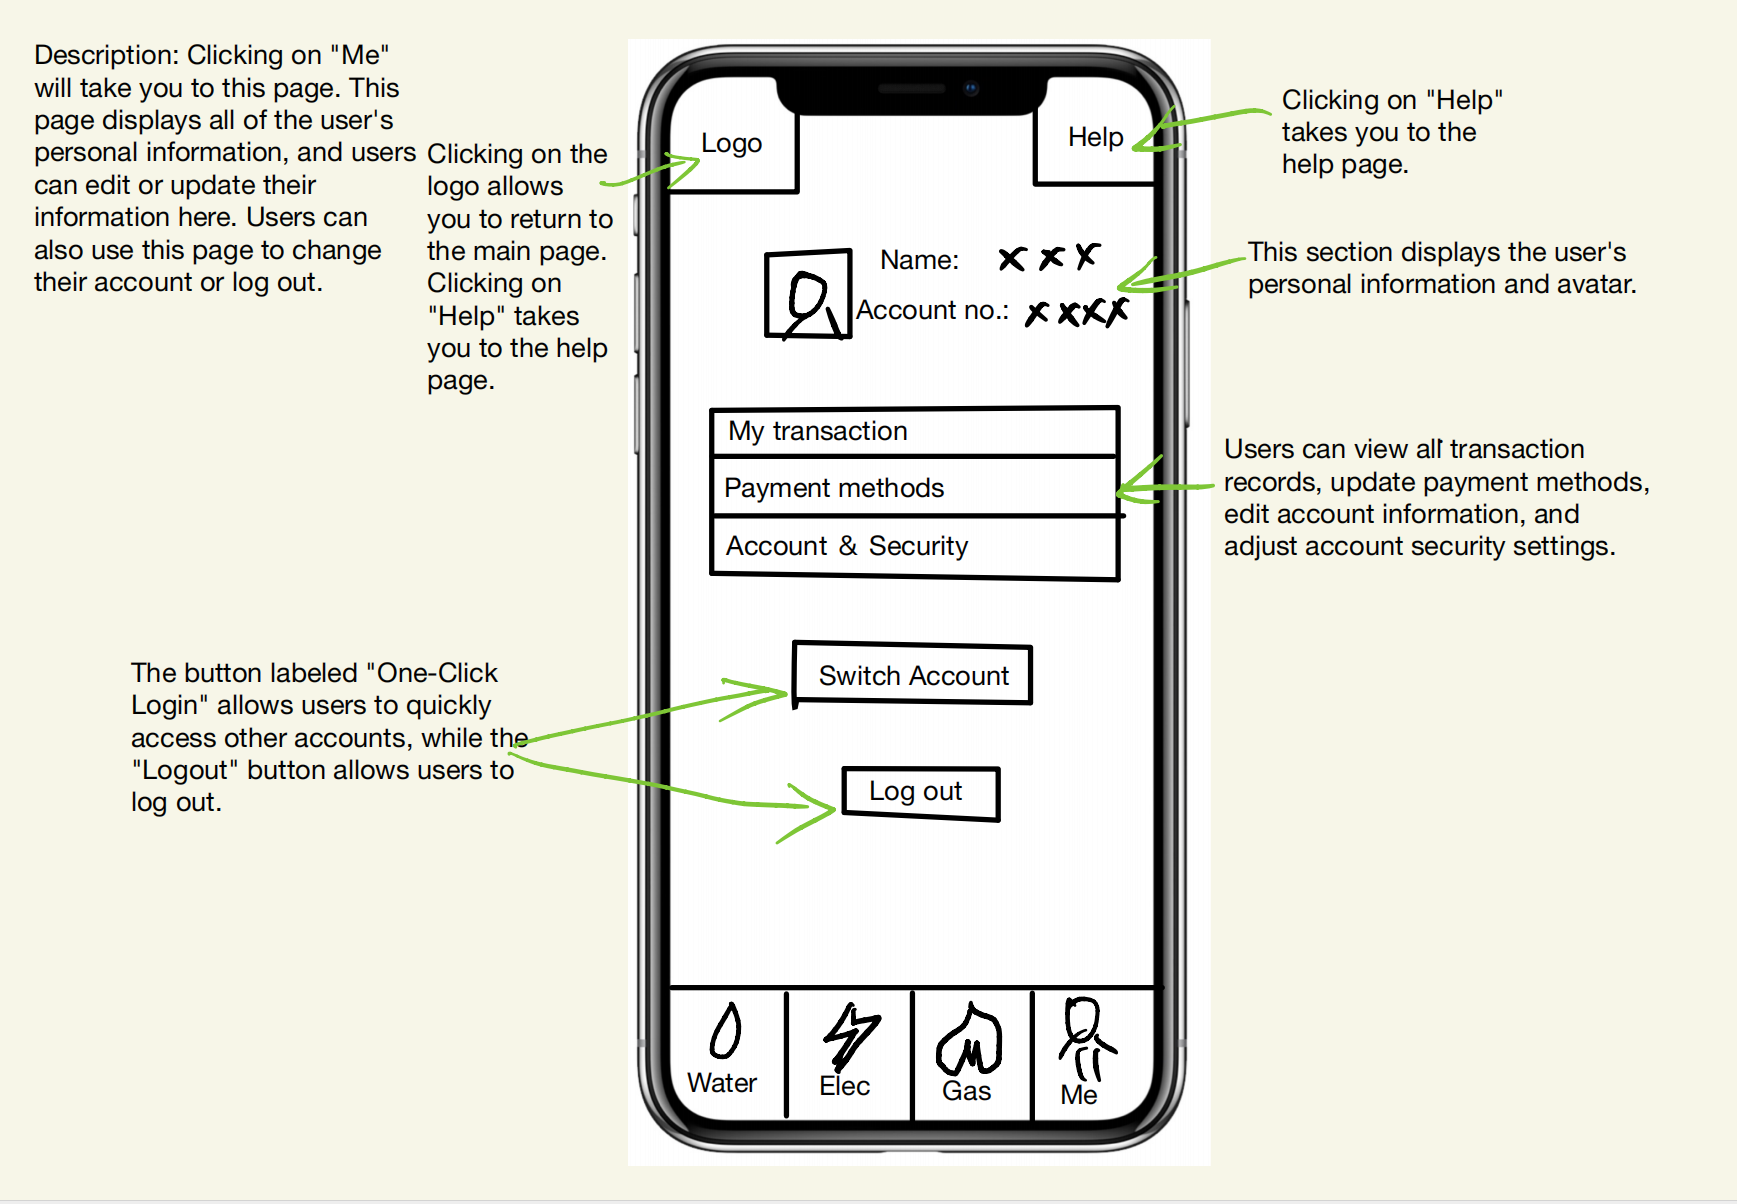 Description: Clicking on "Me"
will take you to this page. This
page displays all of the user's
personal information, and users
can edit or update their
information here. Users can
also use this page to change
their account or log out.
Clicking on the
logo allows
you to return to
the main page.
Clicking on
"Help" takes
you to the help
page.
Logo
Help
Clicking on "Help"
takes you to the
help page.
Name: x x x
Account no.: x x x x
This section displays the user's
personal information and avatar.
My transaction
Payment methods
Account & Security
Users can view all transaction
records, update payment methods,
edit account information, and
adjust account security settings.
The button labeled "One-Click
Login" allows users to quickly
access other accounts, while the
"Logout" button allows users to
log out.
Switch Account
Log out
Water
Elec
Gas
Me